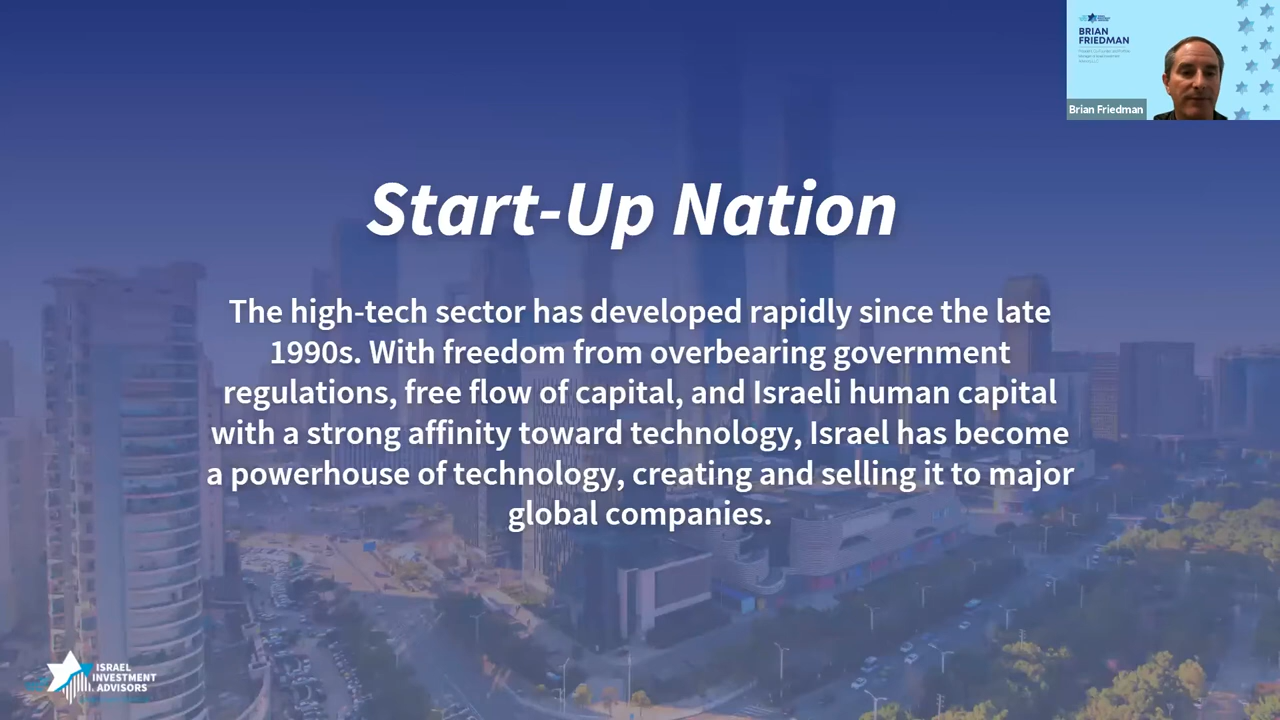 BRIAN
FRIEDMAN
Brian Friedman
Start-Up Nation
The high-tech sector has developed rapidly since the late
1990s. With freedom from overbearing government
regulations, free flow of capital, and Israeli human capital
with a strong affinity toward technology, Israel has become
a powerhouse of technology, creating and selling it to major
global companies.
ISRAEL
INVESTMENT
ADVISORS